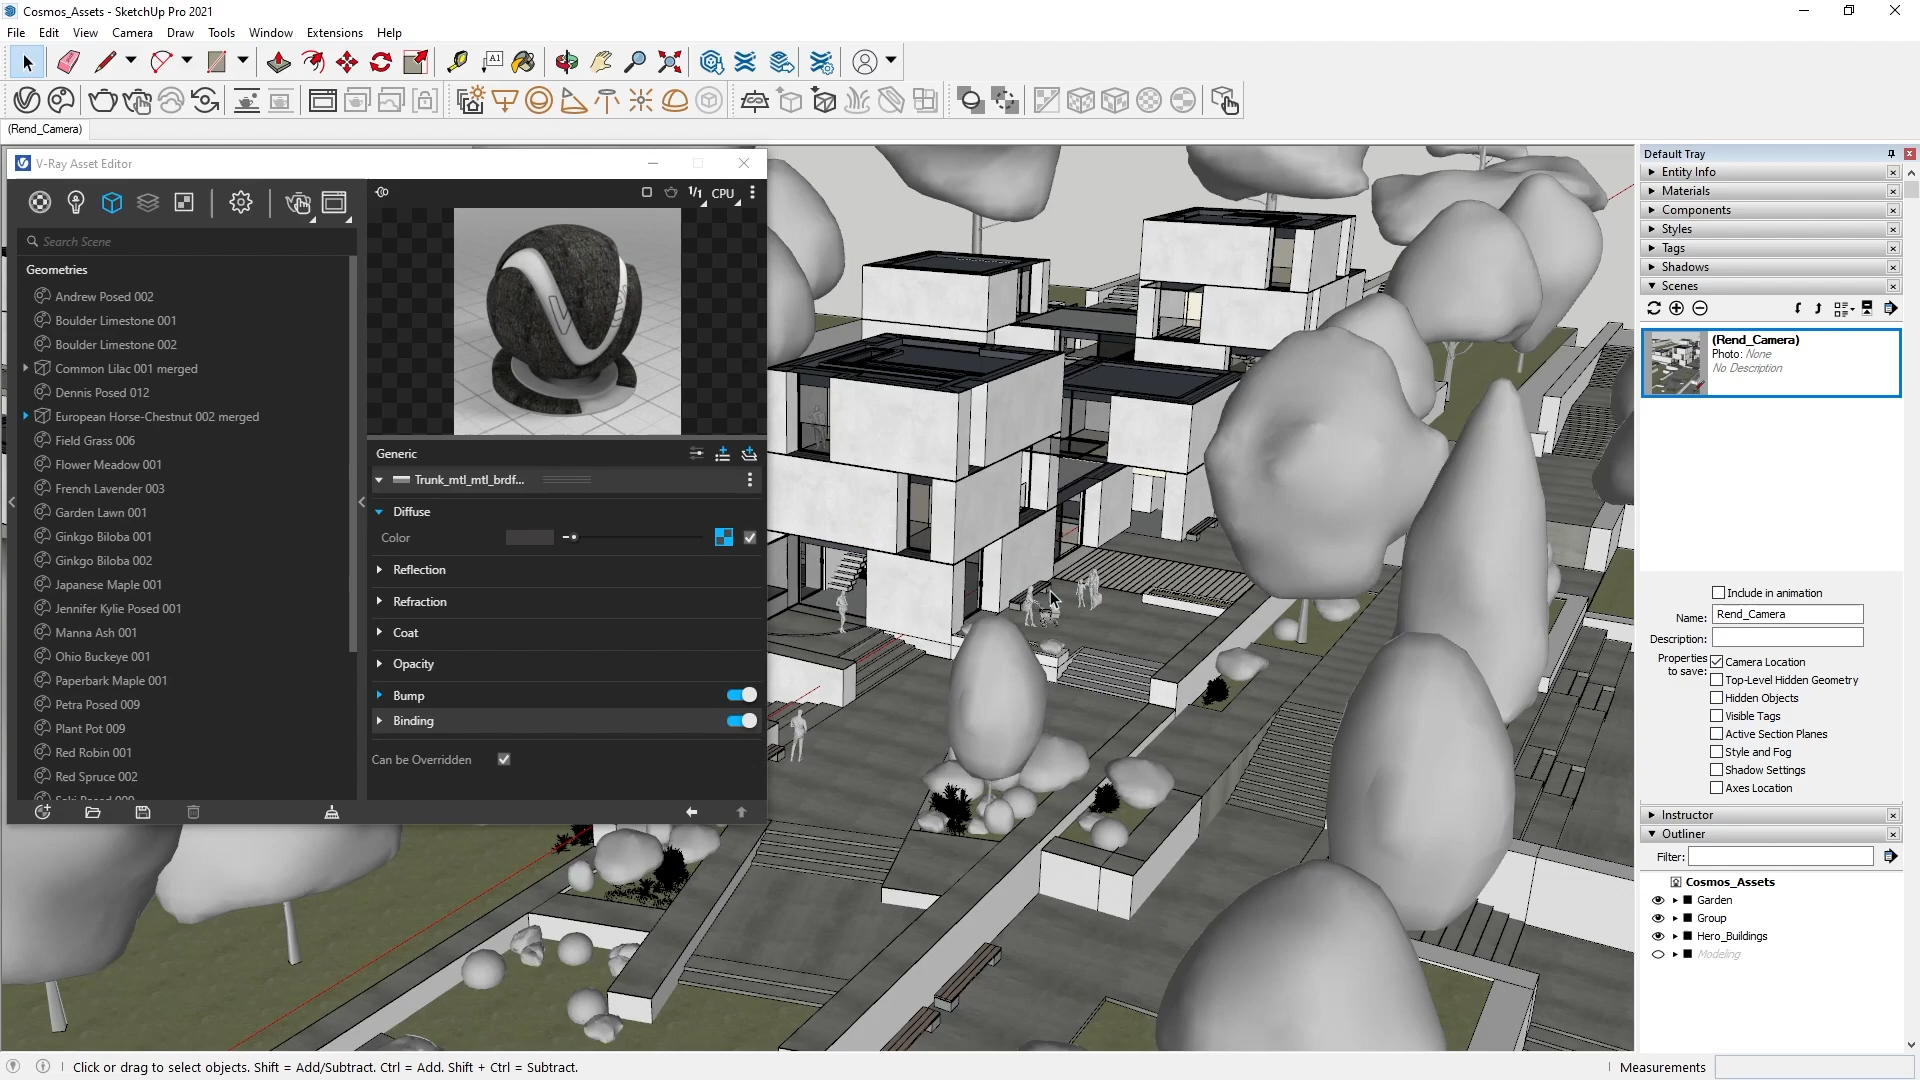 Cosmos_Assets - SketchUp Pro 2021
File Edit View Camera Draw Tools Window Extensions Help
A1
(Rend_Camera)
V-Ray Asset Editor
1/1 CPU
Search Scene
Geometries
Andrew Posed 002
Boulder Limestone 001
Boulder Limestone 002
Common Lilac 001 merged
Dennis Posed 012
European Horse-Chestnut 002 merged
Field Grass 006
Flower Meadow 001
French Lavender 003
Garden Lawn 001
Ginkgo Biloba 001
Ginkgo Biloba 002
Japanese Maple 001
Jennifer Kylie Posed 001
Manna Ash 001
Ohio Buckeye 001
Paperbark Maple 001
Petra Posed 009
Plant Pot 009
Red Robin 001
Red Spruce 002
Generic
Trunk_mtl_mtl_brdf...
Diffuse
Color
Reflection
Refraction
Coat
Opacity
Bump
Binding
Can be Overridden
Default Tray
Entity Info
Materials
Components
Styles
Tags
Shadows
Scenes
(Rend_Camera)
Photo: None
No Description
Include in animation
Name: Rend_Camera
Description:
Properties to save:
Camera Location
Top-Level Hidden Geometry
Hidden Objects
Visible Tags
Active Section Planes
Style and Fog
Shadow Settings
Axes Location
Instructor
Outliner
Filter:
Cosmos_Assets
Garden
Group
Hero_Buildings
Modeling
Click or drag to select objects. Shift = Add/Subtract. Ctrl = Add. Shift + Ctrl = Subtract.
Measurements